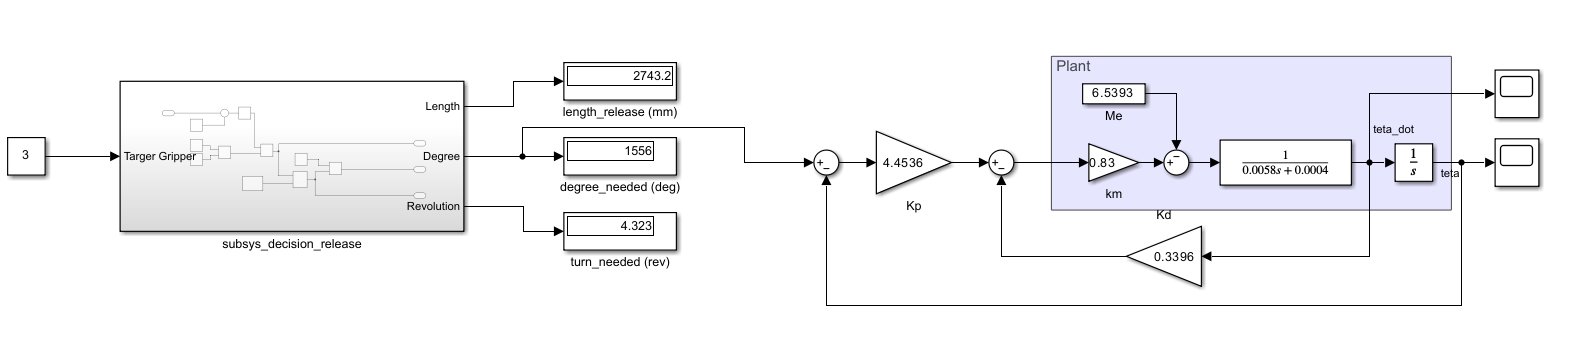 3
Targer Gripper
Length
Degree
Revolution
subsys_decision_release
2743.2
length_release (mm)
1556
degree_needed (deg)
4.323
turn_needed (rev)
+
−
4.4536
Kp
+
−
Plant
6.5393
Me
0.83
km
−
+
1
0.0058s + 0.0004
teta_dot
1
s
teta
Kd
0.3396